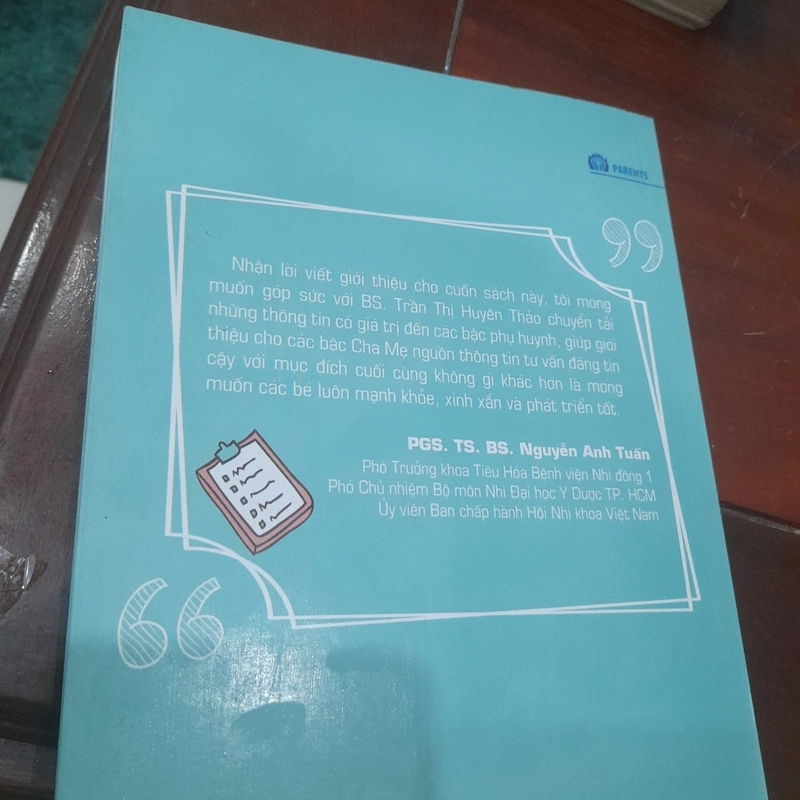 PARENTS
Nhận lời viết giới thiệu cho cuốn sách này, tôi mong
muốn góp sức với BS. Trần Thị Huyên Thảo chuyển tải
những thông tin có giá trị đến các bậc phụ huynh, giúp giới
thiệu cho các bậc Cha Mẹ nguồn thông tin tư vấn đáng tin
cậy với mục đích cuối cùng không gì khác hơn là mong
muốn các bé luôn mạnh khỏe, xinh xắn và phát triển tốt.
PGS. TS. BS. Nguyễn Anh Tuấn
Phó Trưởng khoa Tiêu Hóa Bệnh viện Nhi đồng 1
Phó Chủ nhiệm Bộ môn Nhi Đại học Y Dược TP. HCM
Ủy viên Ban chấp hành Hội Nhi khoa Việt Nam